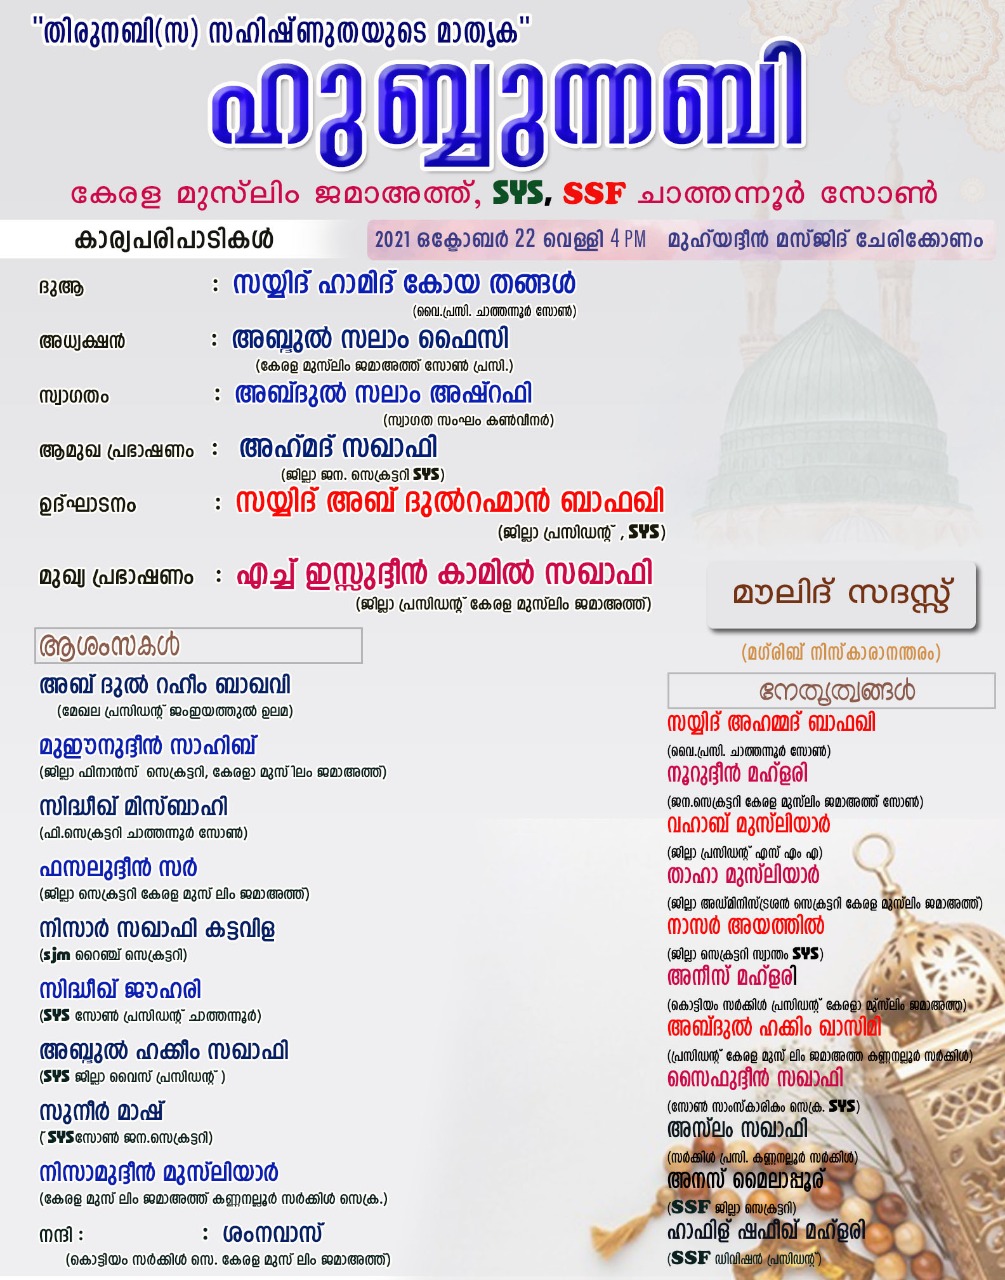 "തിരുനബി(സ) സഹിഷ്ണുതയുടെ മാതൃക"
ഹുബ്ബുന്നബി
കേരള മുസ്‌ലിം ജമാഅത്ത്, SYS, SSF ചാത്തന്നൂർ സോൺ
കാര്യപരിപാടികൾ
2021 ഒക്ടോബർ 22 വെള്ളി 4 PM മുഹ്‌യദ്ദീൻ മസ്ജിദ് ചേരിക്കോണം
ദുആ : സയ്യിദ് ഹാമിദ് കോയ തങ്ങൾ
(വൈ.പ്രസി. ചാത്തന്നൂർ സോൺ)
അധ്യക്ഷൻ : അബ്ദുൽ സലാം ഫൈസി
(കേരള മുസ്‌ലിം ജമാഅത്ത് സോൺ പ്രസി.)
സ്വാഗതം : അബ്ദുൽ സലാം അഷ്റഫി
(സ്വാഗത സംഘം കൺവീനർ)
ആമുഖ പ്രഭാഷണം : അഹ്‌മദ് സഖാഫി
(ജില്ലാ ജന. സെക്രട്ടറി SYS)
ഉദ്ഘാടനം : സയ്യിദ് അബ് ദുൽറഹ്മാൻ ബാഫഖി
(ജില്ലാ പ്രസിഡന്റ് , SYS)
മുഖ്യ പ്രഭാഷണം : എച്ച് ഇസ്സുദ്ദീൻ കാമിൽ സഖാഫി
(ജില്ലാ പ്രസിഡന്റ് കേരള മുസ്‌ലിം ജമാഅത്ത്)
ആശംസകൾ
അബ് ദുൽ റഹീം ബാഖവി
(മേഖല പ്രസിഡന്റ് ജംഇയത്തുൽ ഉലമ)
മുഈനുദ്ദീൻ സാഹിബ്
(ജില്ലാ ഫിനാൻസ് സെക്രട്ടറി, കേരളാ മുസ് ിലം ജമാഅത്ത്)
സിദ്ധീഖ് മിസ്ബാഹി
(ഫി.സെക്രട്ടറി ചാത്തന്നൂർ സോൺ)
ഫസലുദ്ദീൻ സർ
(ജില്ലാ സെക്രട്ടറി കേരള മുസ് ലിം ജമാഅത്ത്)
നിസാർ സഖാഫി കട്ടവിള
(sjm റൈഞ്ച് സെക്രട്ടറി)
സിദ്ധീഖ് ജൗഹരി
(SYS സോൺ പ്രസിഡന്റ് ചാത്തന്നൂർ)
അബ്ദുൽ ഹക്കീം സഖാഫി
(SYS ജില്ലാ വൈസ് പ്രസിഡന്റ് )
സുനീർ മാഷ്
( SYSസോൺ ജന.സെക്രട്ടറി)
നിസാമുദ്ദീൻ മുസ്‌ലിയാർ
(കേരള മുസ് ലിം ജമാഅത്ത് കണ്ണനല്ലൂർ സർക്കിൾ സെക്ര.)
നന്ദി : : ശംനവാസ്
(കൊട്ടിയം സർക്കിൾ സെ. കേരള മുസ് ലിം ജമാഅത്ത്)
മൗലിദ് സദസ്സ്
(മഗ്‌രിബ് നിസ്കാരാനന്തരം)
നേതൃത്വങ്ങൾ
സയ്യിദ് അഹമ്മദ് ബാഫഖി
(വൈ.പ്രസി. ചാത്തന്നൂർ സോൺ)
നൂറുദ്ദീൻ മഹ്ളരി
(ജന.സെക്രട്ടറി കേരള മുസ്‌ലിം ജമാഅത്ത് സോൺ)
വഹാബ് മുസ്‌ലിയാർ
(ജില്ലാ പ്രസിഡന്റ് എസ് എം എ)
താഹാ മുസ്‌ലിയാർ
(ജില്ലാ അഡ്മിനിസ്ട്രശൻ സെക്രട്ടറി കേരള മുസ്‌ലിം ജമാഅത്ത്)
നാസർ അയത്തിൽ
(ജില്ലാ സെക്രട്ടറി സ്വാന്തം SYS)
അനീസ് മഹ്ളരി
(കൊട്ടിയം സർക്കിൾ പ്രസിഡന്റ് കേരളാ മുസ്‌ലിം ജമാഅത്ത)
അബ്ദുൽ ഹക്കിം ഖാസിമി
(പ്രസിഡന്റ് കേരള മുസ് ലിം ജമാഅത്ത കണ്ണനല്ലൂർ സർക്കിൾ)
സൈഫുദ്ദീൻ സഖാഫി
(സോൺ സാംസ്കാരികം സെക്ര. SYS)
അസ്‌ലം സഖാഫി
(സർക്കിൾ പ്രസി. കണ്ണനല്ലൂർ സർക്കിൾ)
അനസ് മൈലാപ്പൂര്
(SSF ജില്ലാ സെക്രട്ടറി)
ഹാഫിള് ഷഫീഖ് മഹ്ളരി
(SSF ഡിവിഷൻ പ്രസിഡന്റ്)